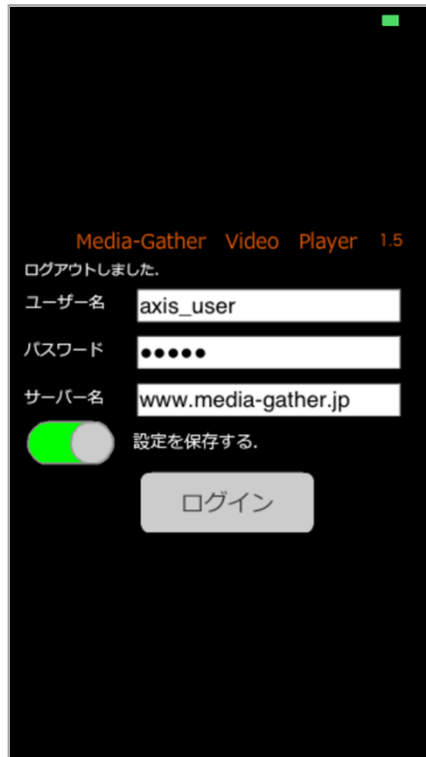 Media-Gather Video Player 1.5
ログアウトしました.
ユーザー名 axis_user
パスワード ●●●●●
サーバー名 www.media-gather.jp
設定を保存する.
ログイン